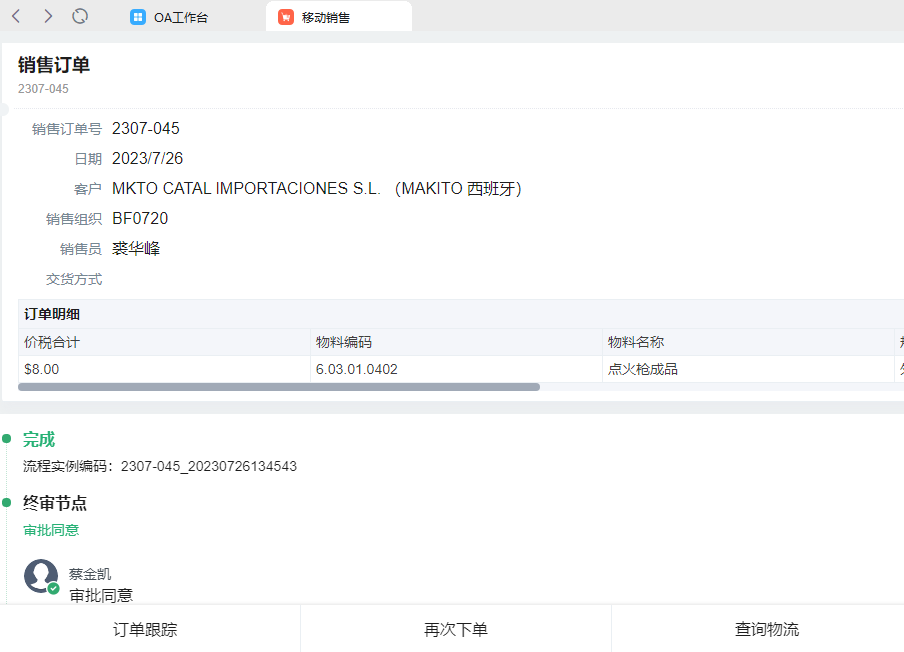 OA工作台
移动销售
销售订单
2307-045
销售订单号 2307-045
日期 2023/7/26
客户 MKTO CATAL IMPORTACIONES S.L. （MAKITO 西班牙）
销售组织 BF0720
销售员 裘华峰
交货方式
订单明细
价税合计 物料编码 物料名称
$8.00 6.03.01.0402 点火枪成品
完成
流程实例编码：2307-045_20230726134543
终审节点
审批同意
蔡金凯
审批同意
订单跟踪 再次下单 查询物流